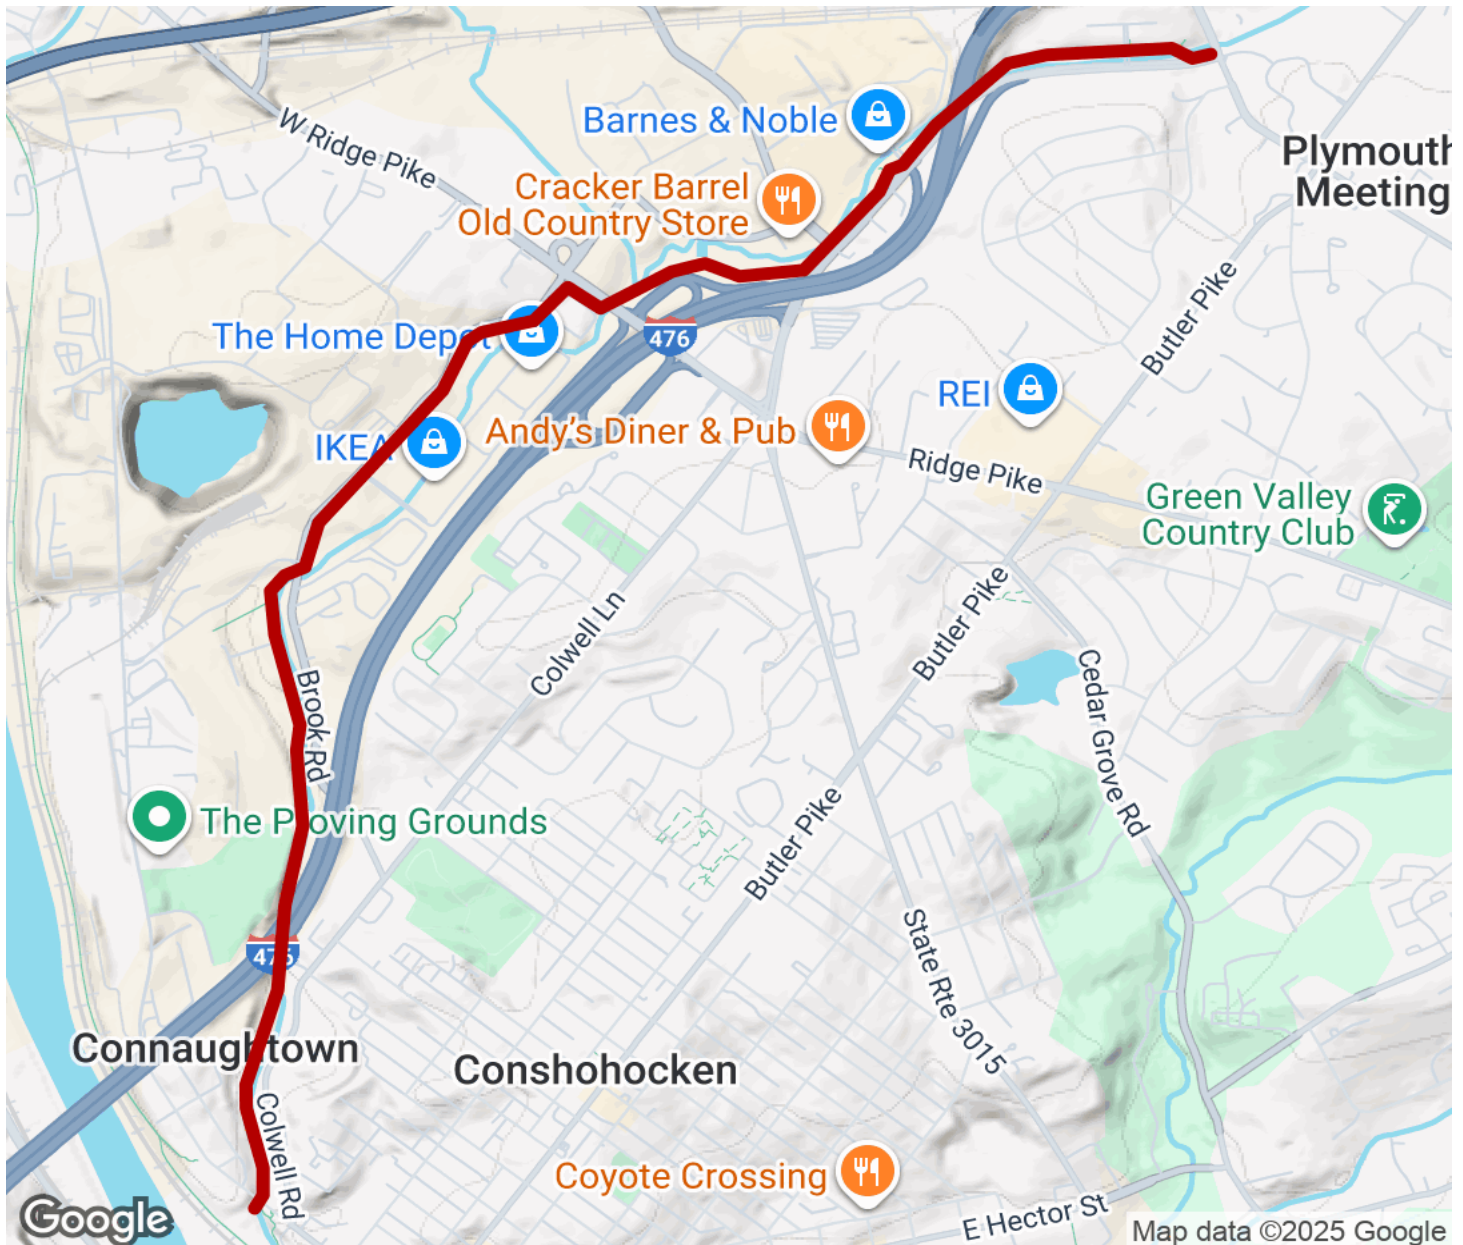 W Ridge Pike
Barnes & Noble
Plymouth
Meeting
Cracker Barrel
Old Country Store
Butler Pike
The Home Depot
476
REI
IKEA
Andy's Diner & Pub
Ridge Pike
Green Valley
Country Club
Colwell Ln
Butler Pike
Brook Rd
Cedar Grove Rd
The Proving Grounds
Butler Pike
476
State Rte 3015
Connaughtown
Conshohocken
Colwell Rd
Coyote Crossing
E Hector St
Google
Map data ©2025 Google